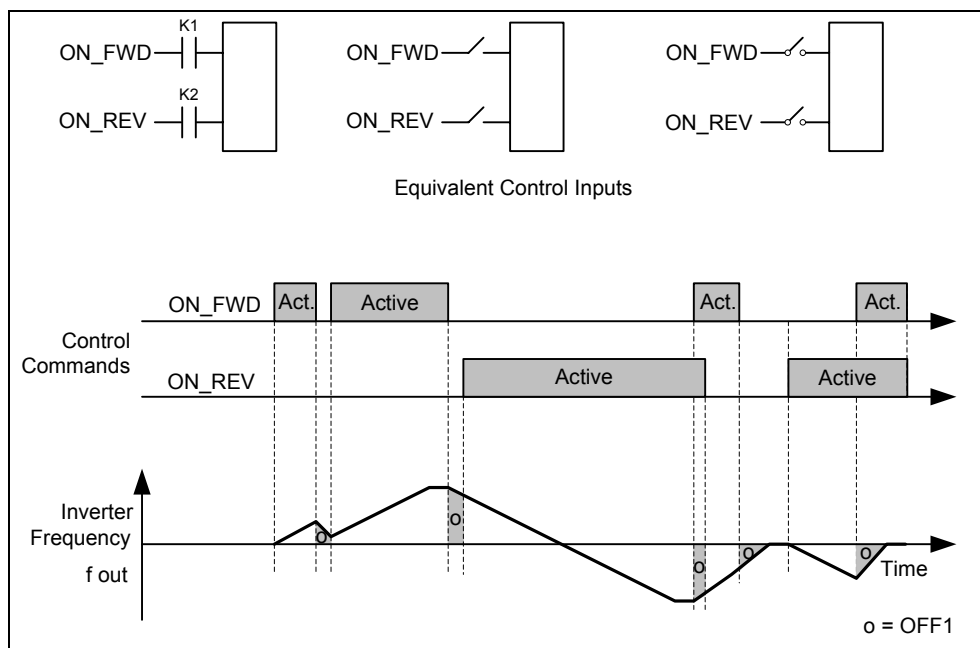 K1
ON_FWD ON_FWD ON_FWD
K2
ON_REV ON_REV ON_REV
Equivalent Control Inputs
ON_FWD Act. Active Act. Act.
Control
Commands
ON_REV Active Active
Inverter
Frequency
f out
o o o o o
Time
o = OFF1